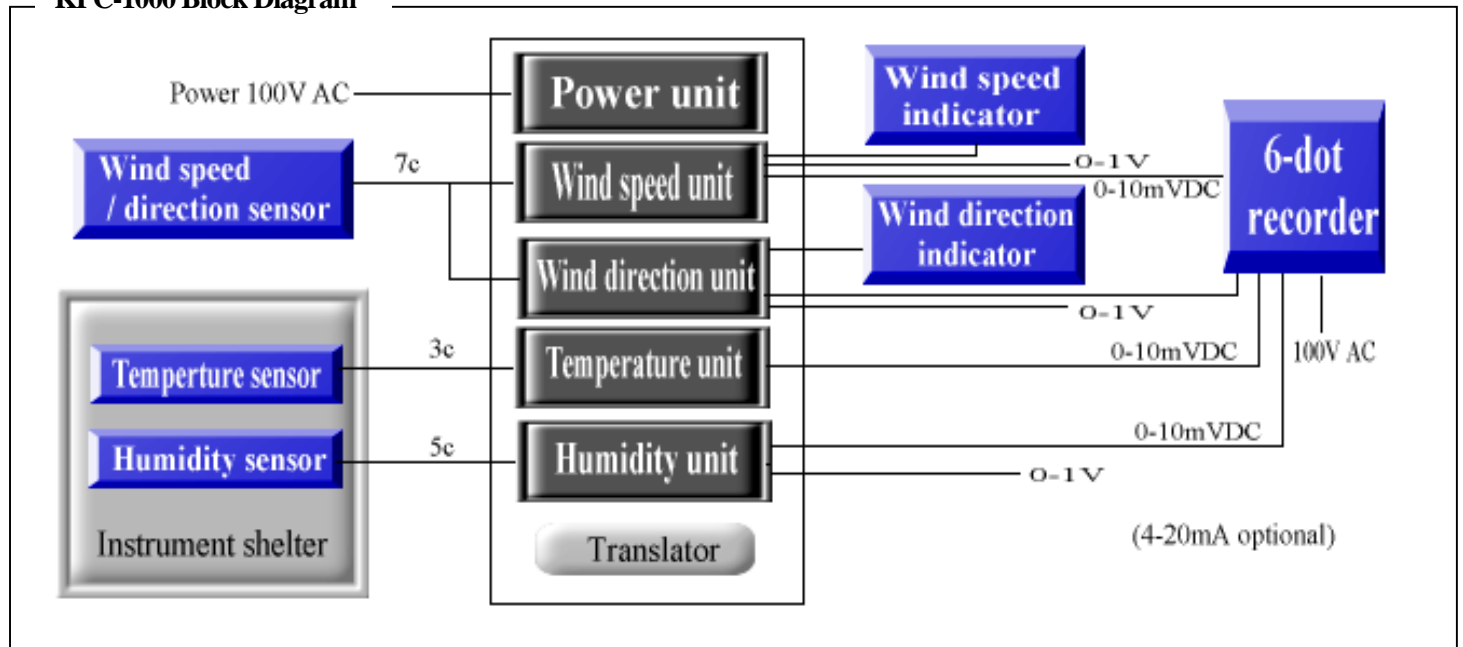 Block Diagram
Power 100V AC
Power unit
Wind speed
/ direction sensor
7c
Wind speed unit
Wind speed
indicator
0-1V
0-10mVDC
6-dot
recorder
Wind direction unit
Wind direction
indicator
0-1V
Temperture sensor
3c
Temperature unit
0-10mVDC
100V AC
Humidity sensor
5c
Humidity unit
0-10mVDC
0-1V
Instrument shelter
Translator
(4-20mA optional)